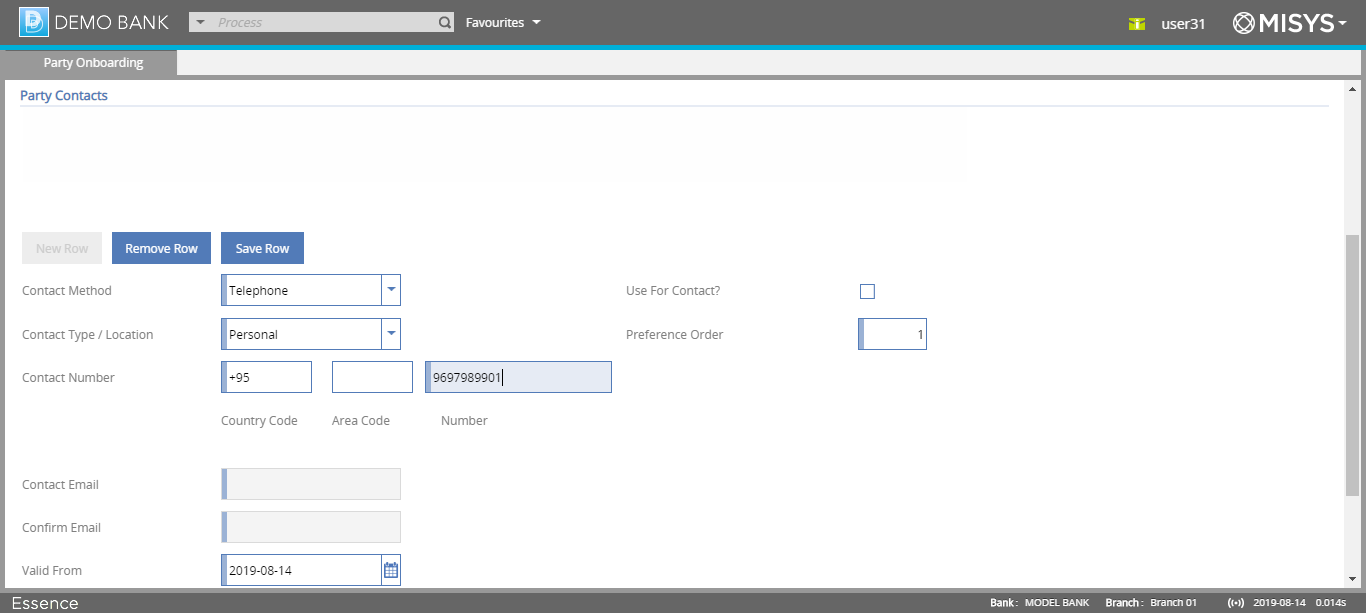 DEMO BANK Process Favourites user31 MISYS
Party Onboarding
Party Contacts
New Row Remove Row Save Row
Contact Method Telephone Use For Contact?
Contact Type / Location Personal Preference Order 1
Contact Number +95 9697989901
Country Code Area Code Number
Contact Email
Confirm Email
Valid From 2019-08-14
Essence Bank : MODEL BANK Branch : Branch 01 2019-08-14 0.014s